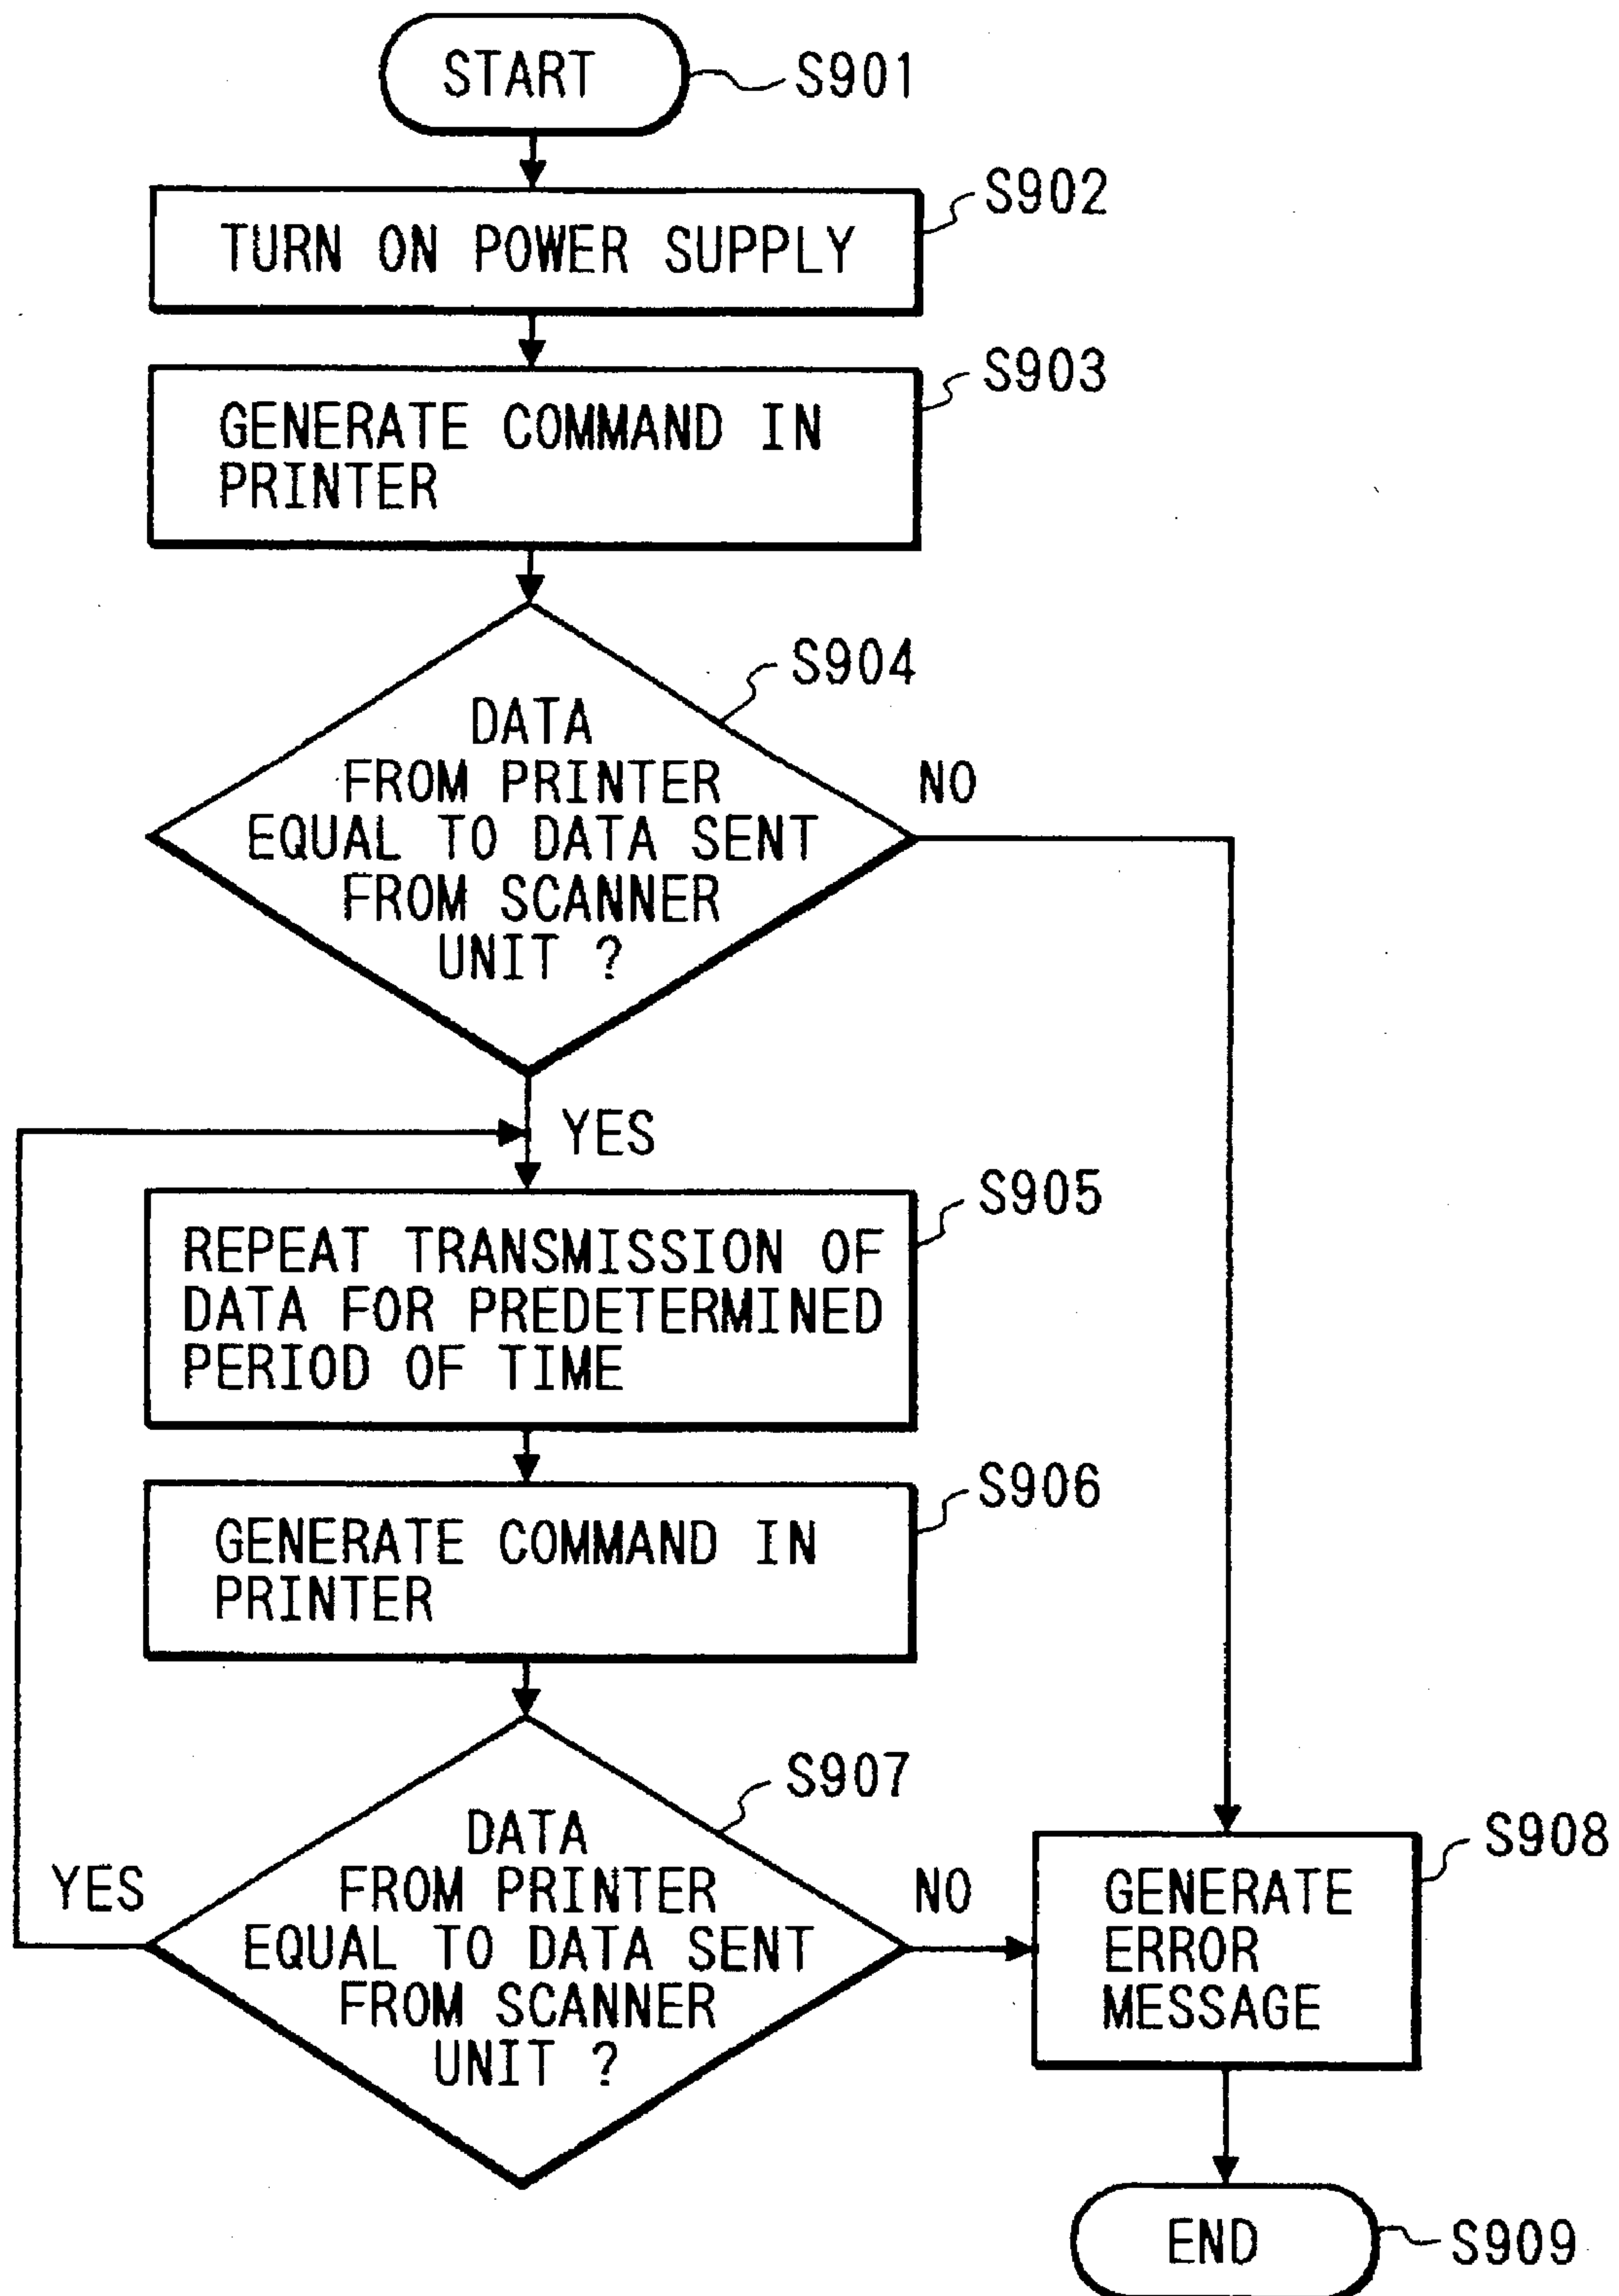 START
S901
TURN ON POWER SUPPLY
S902
GENERATE COMMAND IN
PRINTER
S903
S904
DATA
FROM PRINTER
EQUAL TO DATA SENT
FROM SCANNER
UNIT ?
NO
YES
S905
REPEAT TRANSMISSION OF
DATA FOR PREDETERMINED
PERIOD OF TIME
S906
GENERATE COMMAND IN
PRINTER
S907
DATA
FROM PRINTER
EQUAL TO DATA SENT
FROM SCANNER
UNIT ?
YES
NO
S908
GENERATE
ERROR
MESSAGE
END
S909